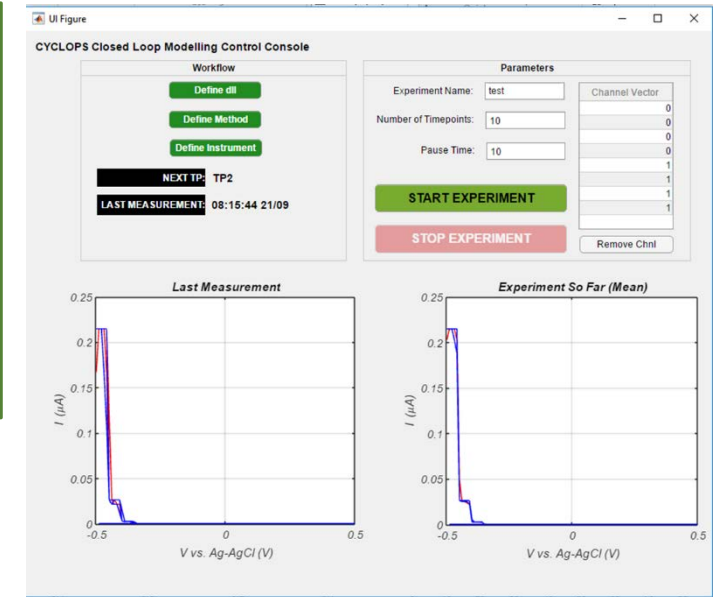 UI Figure
CYCLOPS Closed Loop Modelling Control Console
Workflow
Define dll
Define Method
Define Instrument
NEXT TP: TP2
LAST MEASUREMENT: 08:15:44 21/09
Parameters
Experiment Name: test
Number of Timepoints: 10
Pause Time: 10
Channel Vector
0
0
0
0
1
1
1
1
START EXPERIMENT
STOP EXPERIMENT
Remove Chnl
Last Measurement
0.25
0.2
0.15
0.1
0.05
0
-0.5
0
0.5
I (μA)
V vs. Ag-AgCl (V)
Experiment So Far (Mean)
0.25
0.2
0.15
0.1
0.05
0
-0.5
0
0.5
I (μA)
V vs. Ag-AgCl (V)